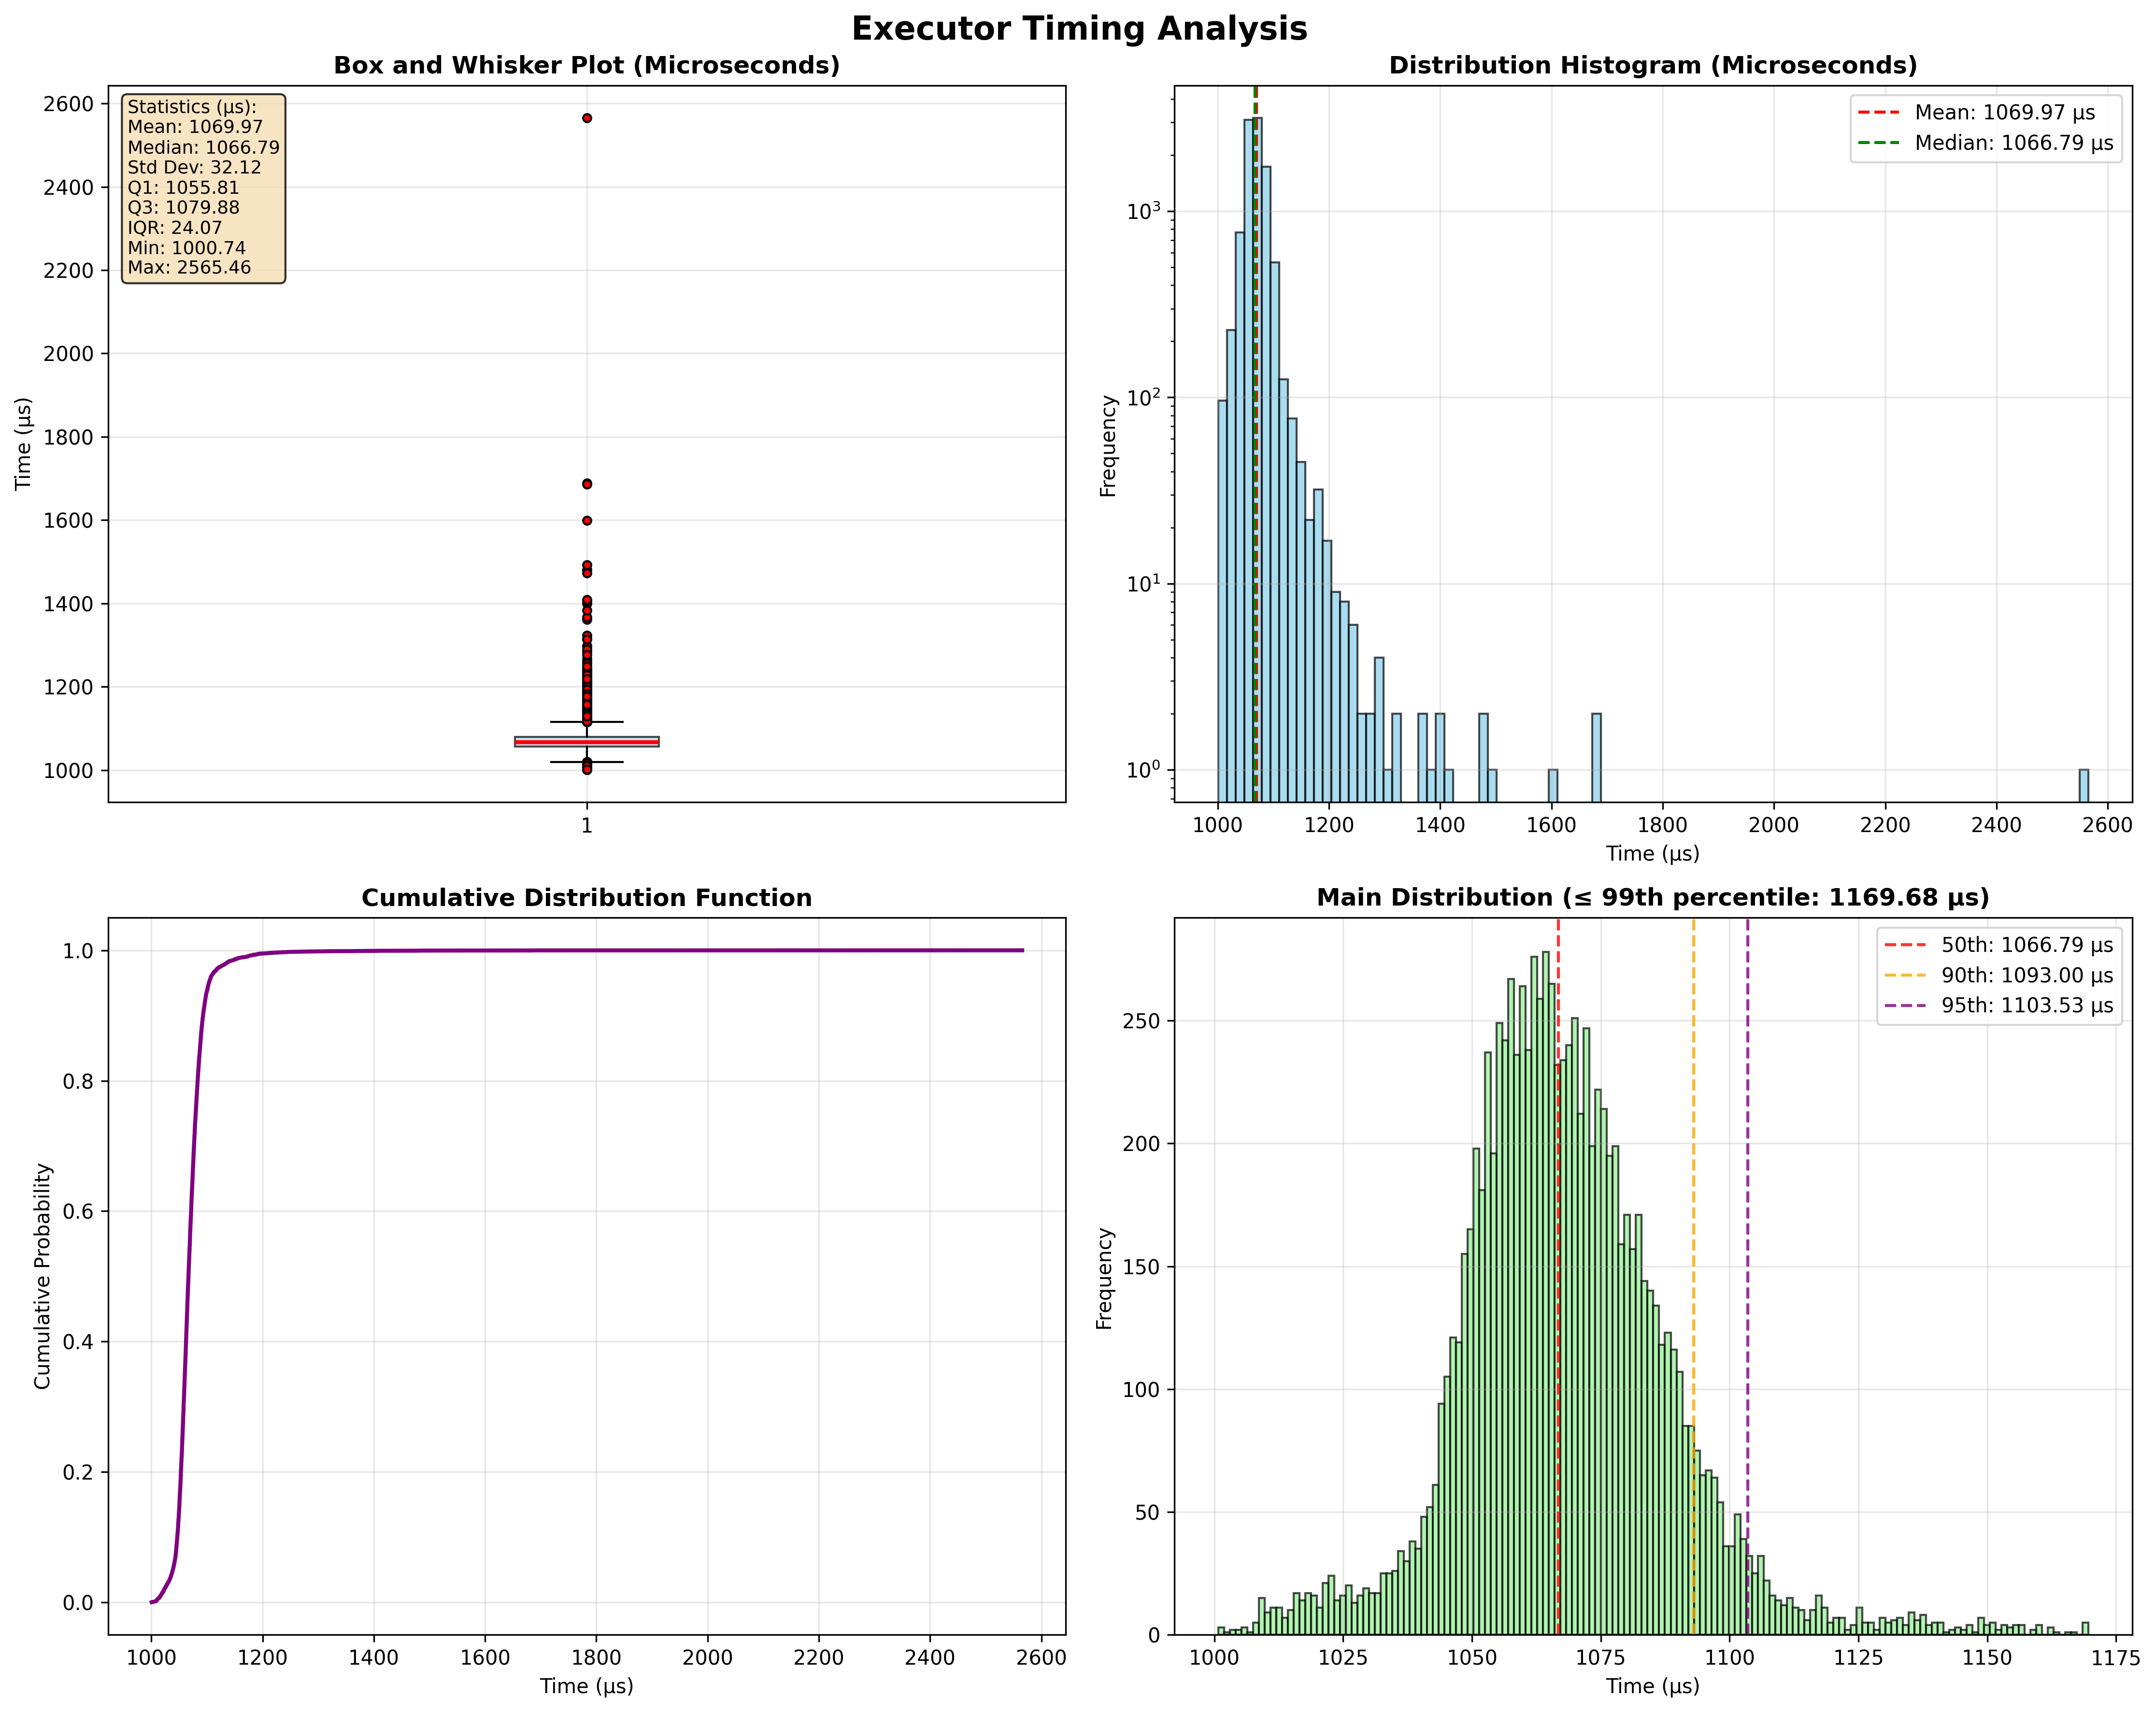 Executor Timing Analysis
Box and Whisker Plot (Microseconds)
Statistics (µs):
Mean: 1069.97
Median: 1066.79
Std Dev: 32.12
Q1: 1055.81
Q3: 1079.88
IQR: 24.07
Min: 1000.74
Max: 2565.46
2600
2400
2200
2000
1800
1600
1400
1200
1000
Time (µs)
1
Distribution Histogram (Microseconds)
Mean: 1069.97 µs
Median: 1066.79 µs
10³
10²
10¹
10⁰
Frequency
1000 1200 1400 1600 1800 2000 2200 2400 2600
Time (µs)
Cumulative Distribution Function
1.0
0.8
0.6
0.4
0.2
0.0
Cumulative Probability
1000 1200 1400 1600 1800 2000 2200 2400 2600
Time (µs)
Main Distribution (≤ 99th percentile: 1169.68 µs)
50th: 1066.79 µs
90th: 1093.00 µs
95th: 1103.53 µs
250
200
150
100
50
0
Frequency
1000 1025 1050 1075 1100 1125 1150 1175
Time (µs)